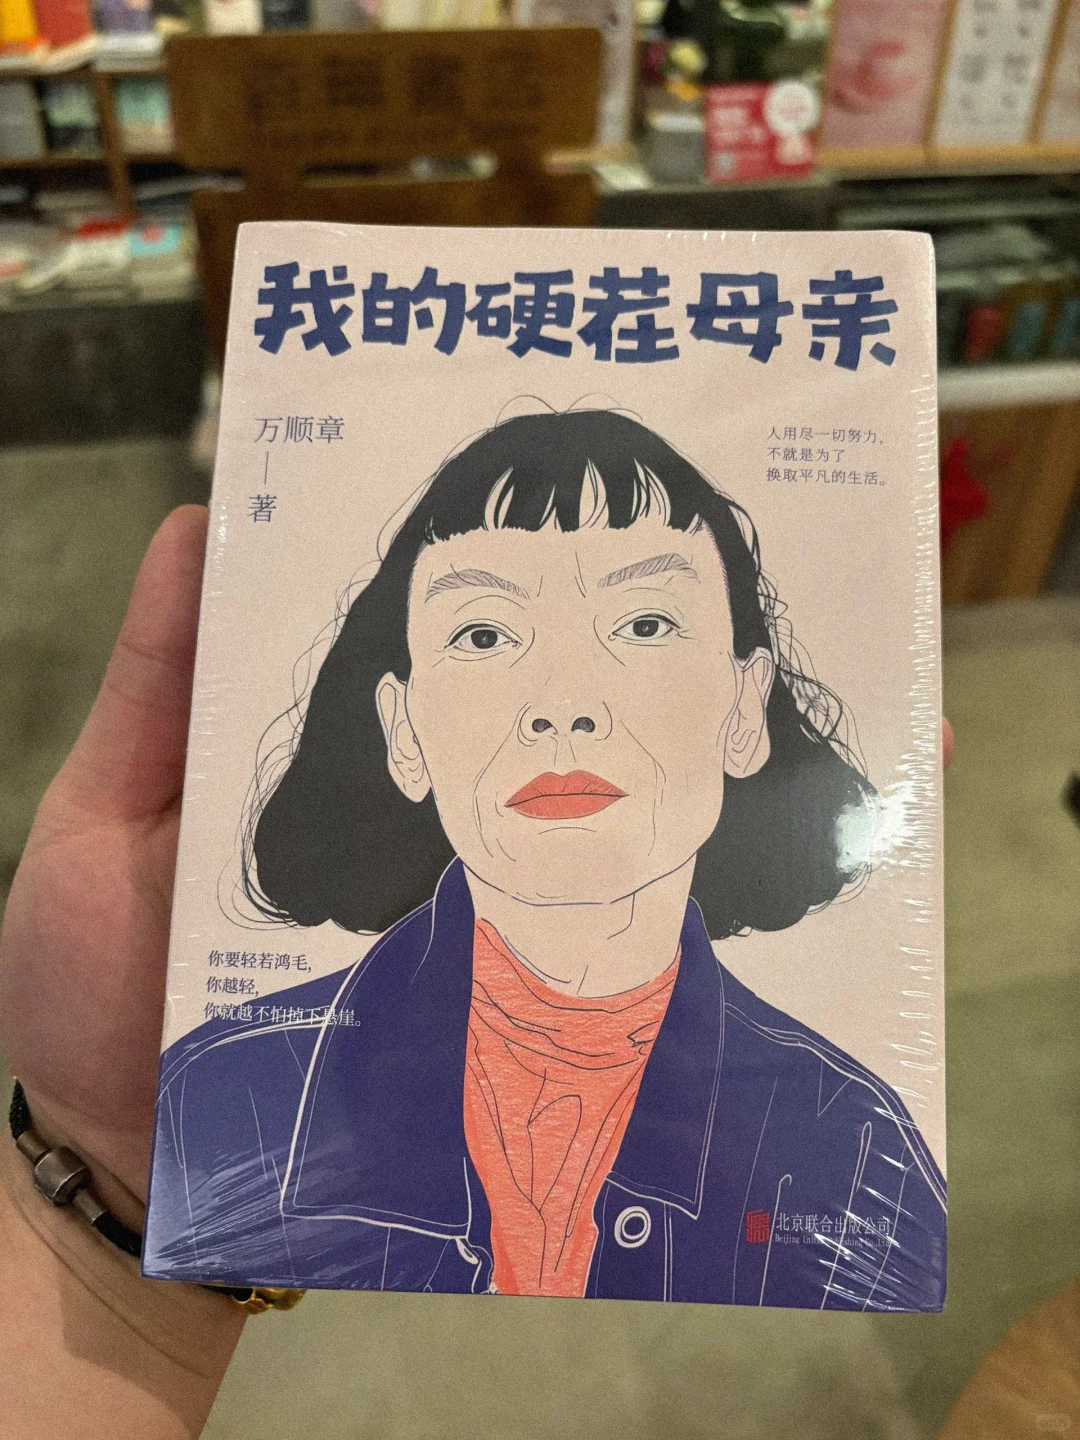 我的硬茬母亲
万顺章
著
人用尽一切努力，
不就是为了
换取平凡的生活。
你要轻若鸿毛，
你越轻，
你就越不怕掉下悬崖。
北京联合出版公司